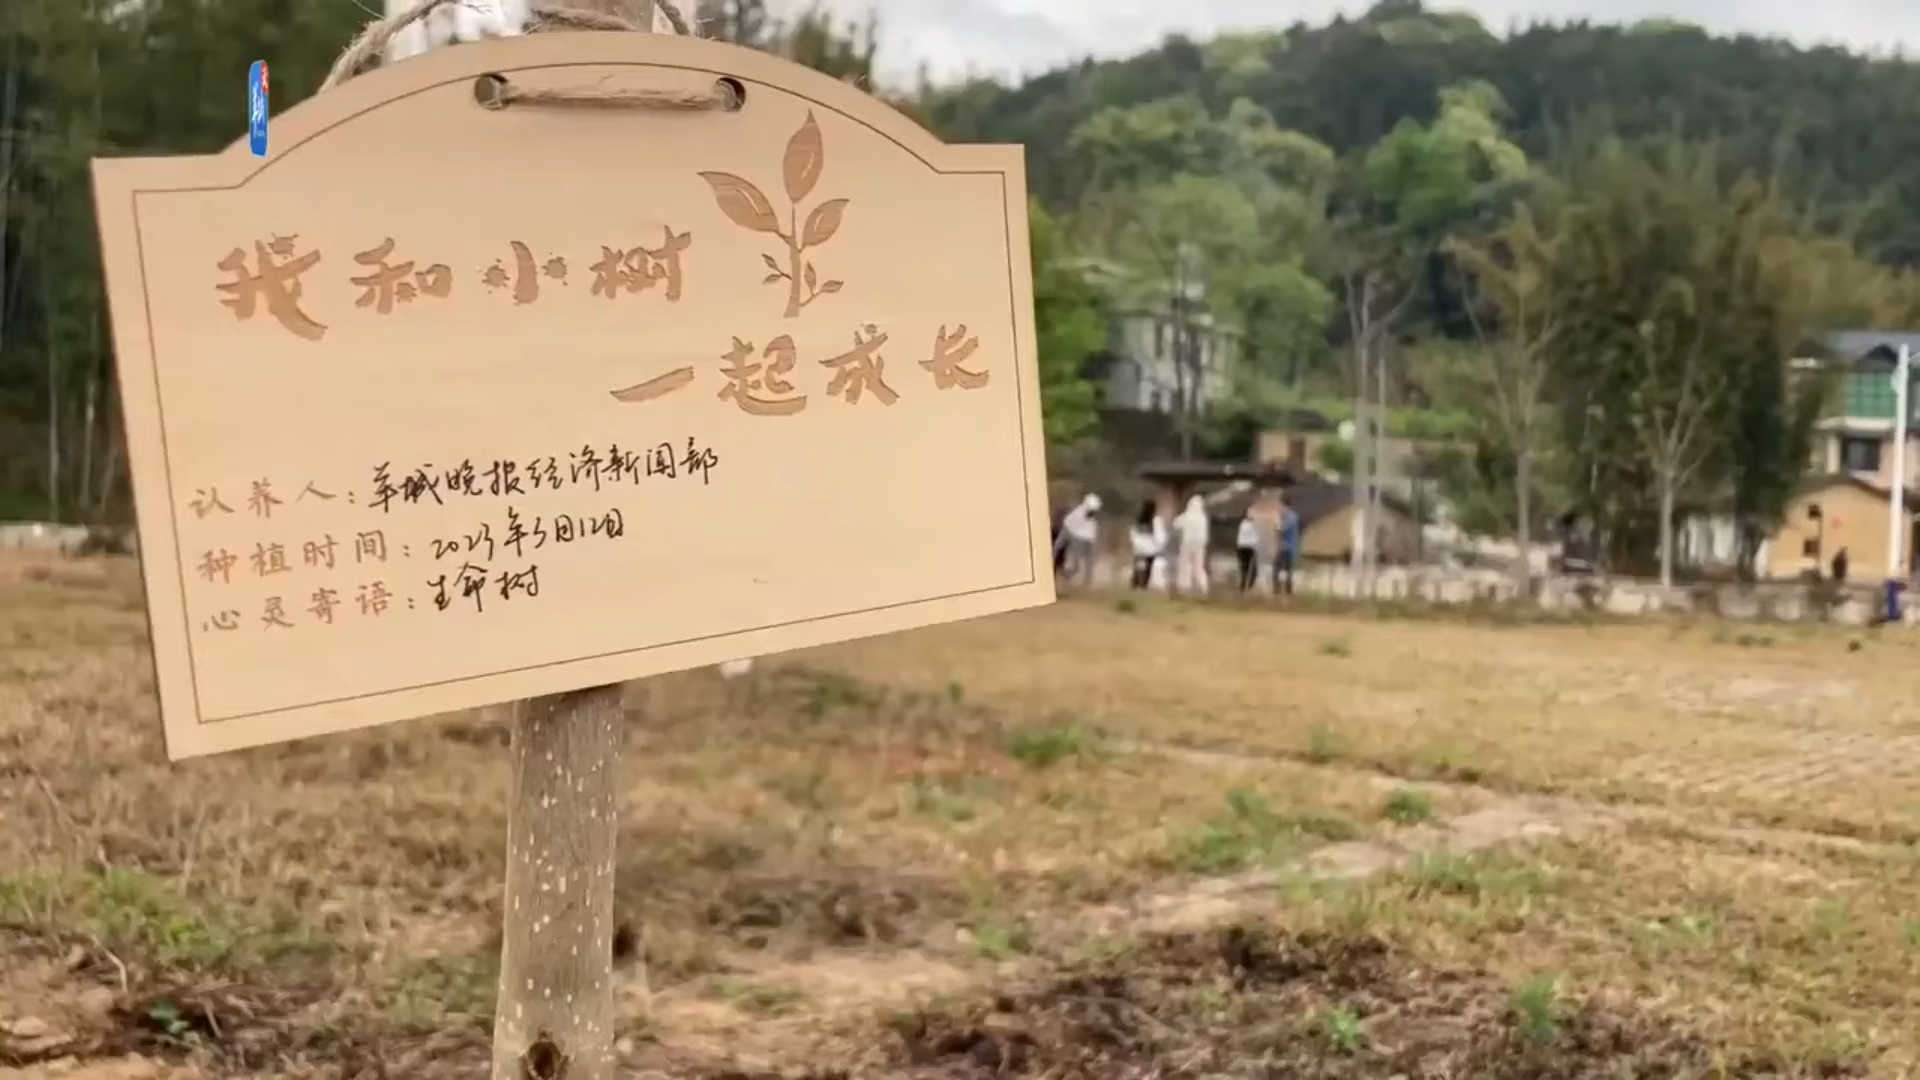 我和小树
一起成长
认养人：羊城晚报经济新闻部
种植时间：2023年3月12日
心灵寄语：生命树